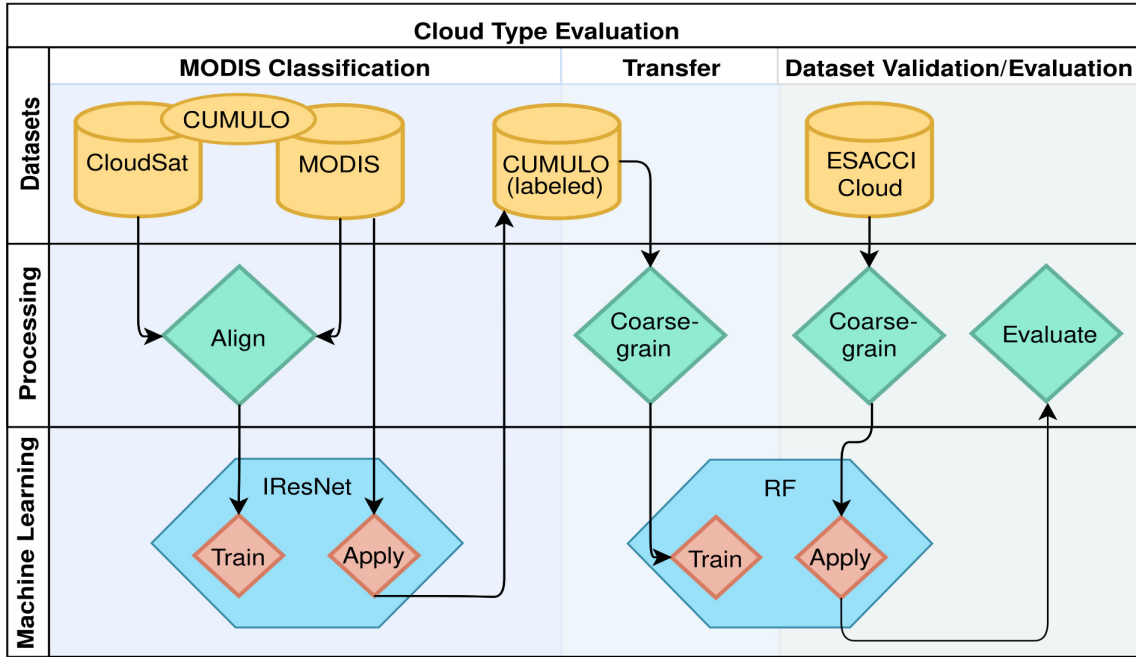 Cloud Type Evaluation
MODIS Classification
Transfer
Dataset Validation/Evaluation
Datasets
CUMULO
CloudSat
MODIS
CUMULO
(labeled)
ESACCI
Cloud
Processing
Align
Coarse-
grain
Coarse-
grain
Evaluate
Machine Learning
IResNet
Train
Apply
RF
Train
Apply